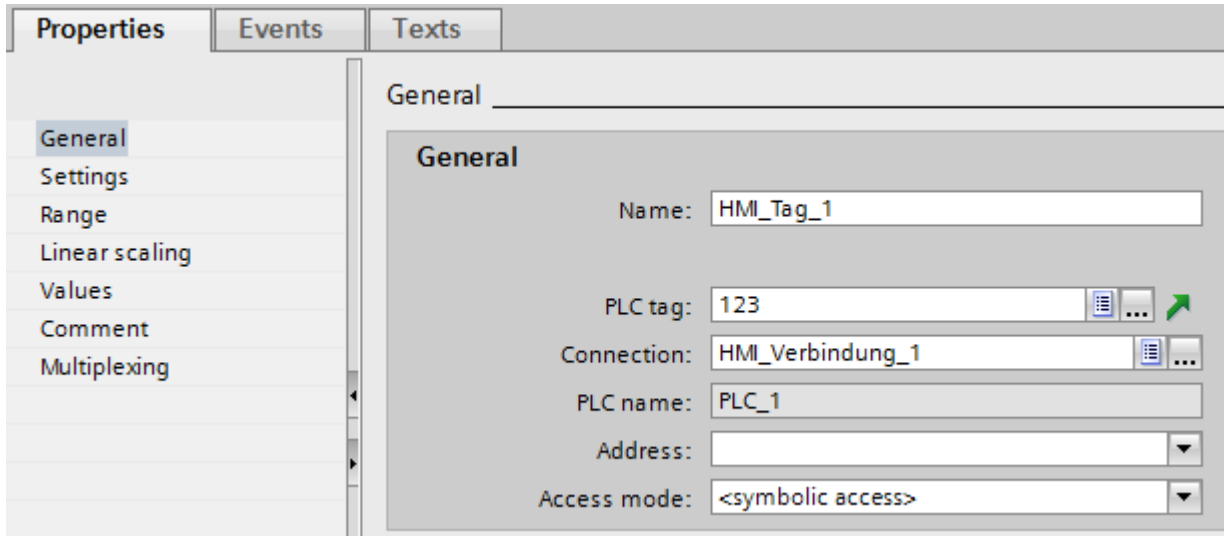 Properties Events Texts
General
Settings
Range
Linear scaling
Values
Comment
Multiplexing
General
General
Name: HMI_Tag_1
PLC tag: 123 ...
Connection: HMI_Verbindung_1 ...
PLC name: PLC_1
Address:
Access mode: <symbolic access>